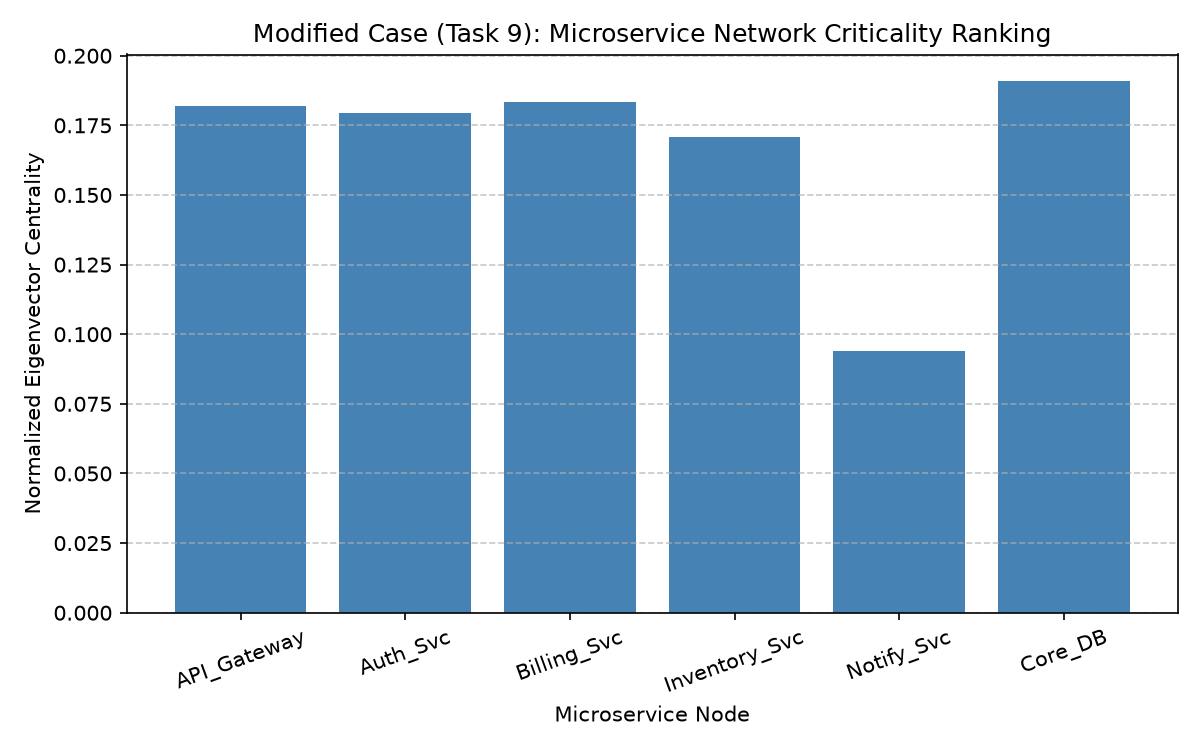 Modified Case (Task 9): Microservice Network Criticality Ranking
Normalized Eigenvector Centrality
0.200
0.175
0.150
0.125
0.100
0.075
0.050
0.025
0.000
API_Gateway
Auth_Svc
Billing_Svc
Inventory_Svc
Notify_Svc
Core_DB
Microservice Node